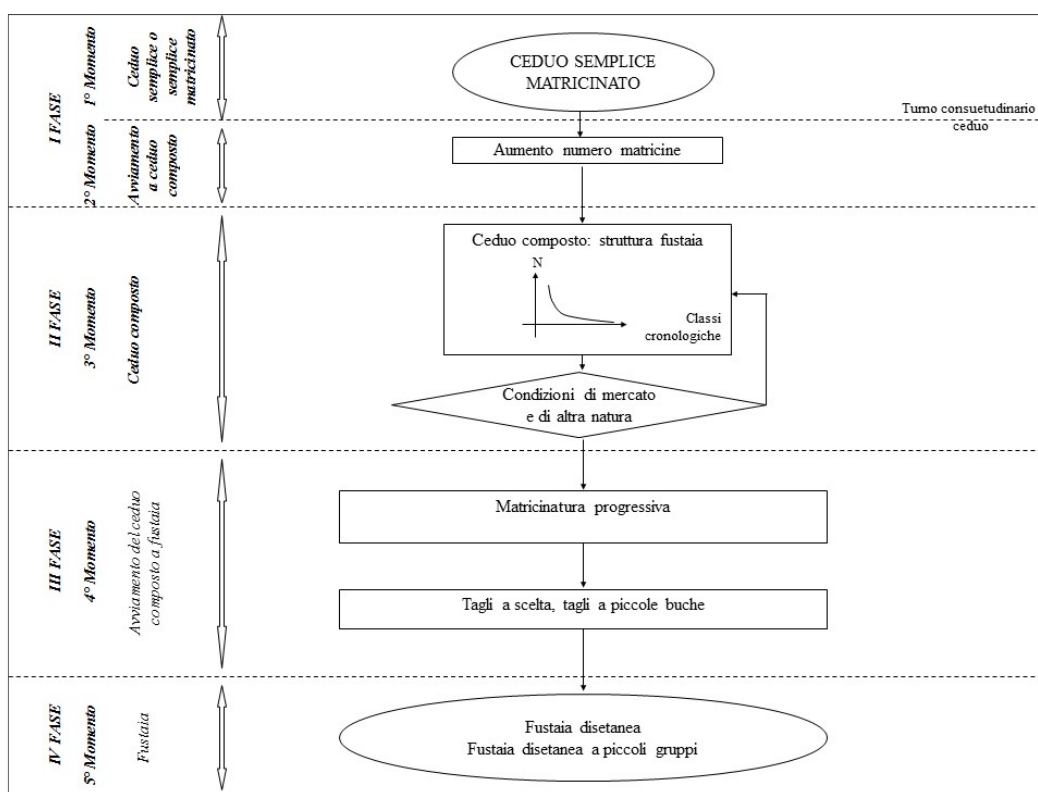 I FASE
1° Momento
Ceduo
semplice o
semplice
matricinato
CEDUO SEMPLICE
MATRICINATO
Turno consuetudinario
ceduo
2° Momento
Avviamento
a ceduo
composto
Aumento numero matricine
II FASE
3° Momento
Ceduo composto
Ceduo composto: struttura fustaia
N
Classi
cronologiche
Condizioni di mercato
e di altra natura
III FASE
4° Momento
Avviamento del ceduo
composto a fustaia
Matricinatura progressiva
Tagli a scelta, tagli a piccole buche
IV FASE
5° Momento
Fustaia
Fustaia disetanea
Fustaia disetanea a piccoli gruppi